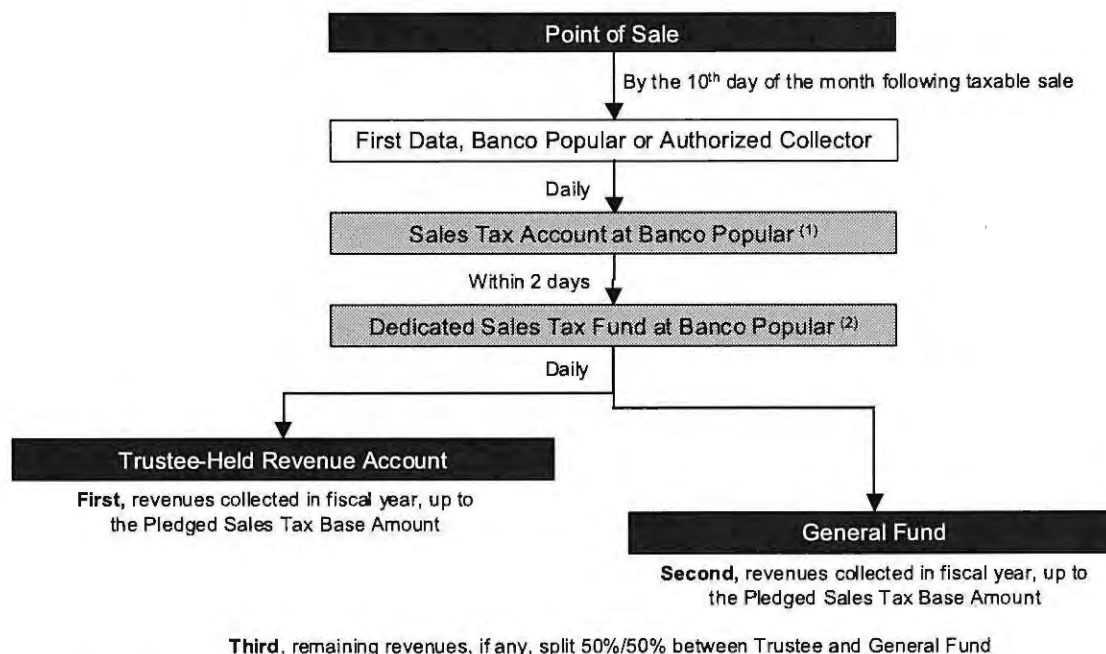 Point of Sale
By the 10th day of the month following taxable sale
First Data, Banco Popular or Authorized Collector
Daily
Sales Tax Account at Banco Popular (1)
Within 2 days
Dedicated Sales Tax Fund at Banco Popular (2)
Daily
Trustee-Held Revenue Account
First, revenues collected in fiscal year, up to
the Pledged Sales Tax Base Amount
General Fund
Second, revenues collected in fiscal year, up to
the Pledged Sales Tax Base Amount
Third, remaining revenues, if any, split 50%/50% between Trustee and General Fund